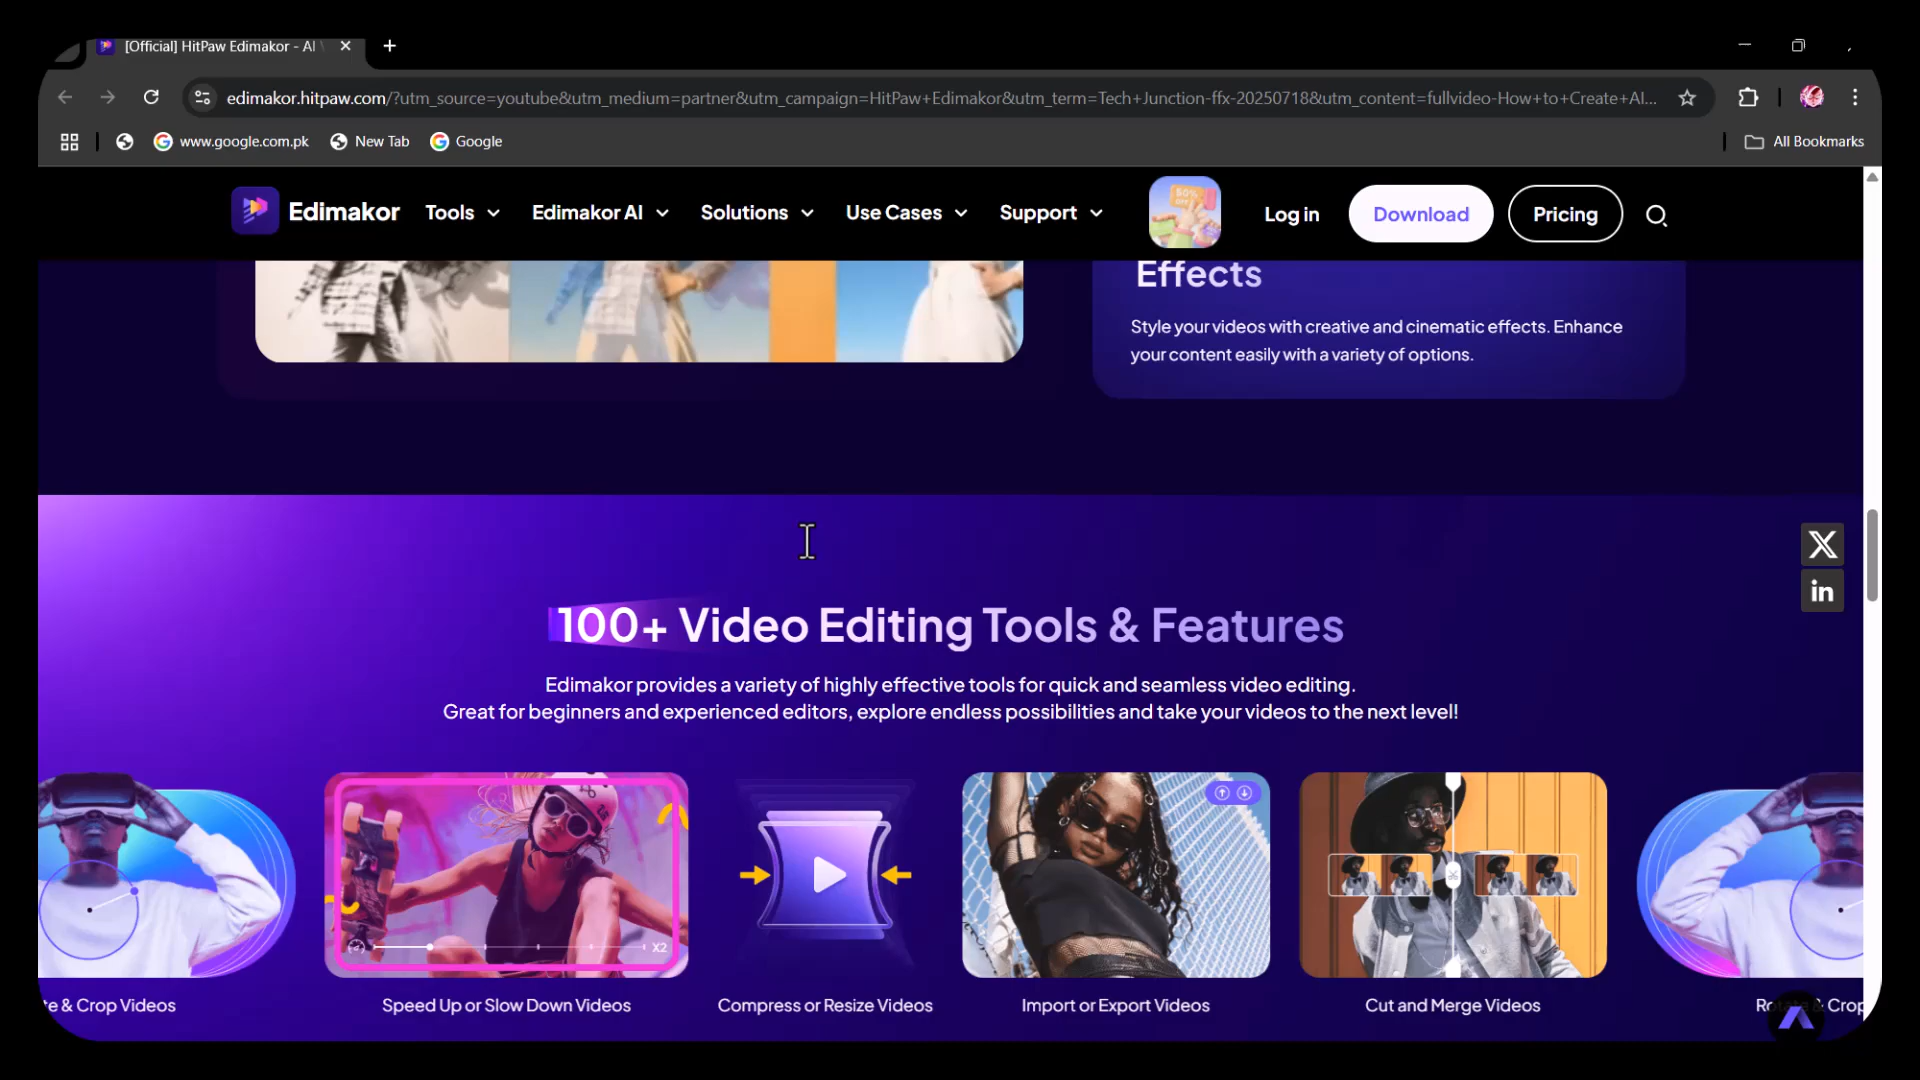 [Official] HitPaw Edimakor - AI
edimakor.hitpaw.com/?utm_source=youtube&utm_medium=partner&utm_campaign=HitPaw+Edimakor&utm_term=Tech+Junction-ffx-20250718&utm_content=fullvideo-How+to+Create+AI...
www.google.com.pk New Tab Google All Bookmarks
Edimakor Tools Edimakor AI Solutions Use Cases Support 50% OFF Log in Download Pricing
Effects
Style your videos with creative and cinematic effects. Enhance
your content easily with a variety of options.
X
in
100+ Video Editing Tools & Features
Edimakor provides a variety of highly effective tools for quick and seamless video editing.
Great for beginners and experienced editors, explore endless possibilities and take your videos to the next level!
X2
te & Crop Videos Speed Up or Slow Down Videos Compress or Resize Videos Import or Export Videos Cut and Merge Videos Rotate & Crop